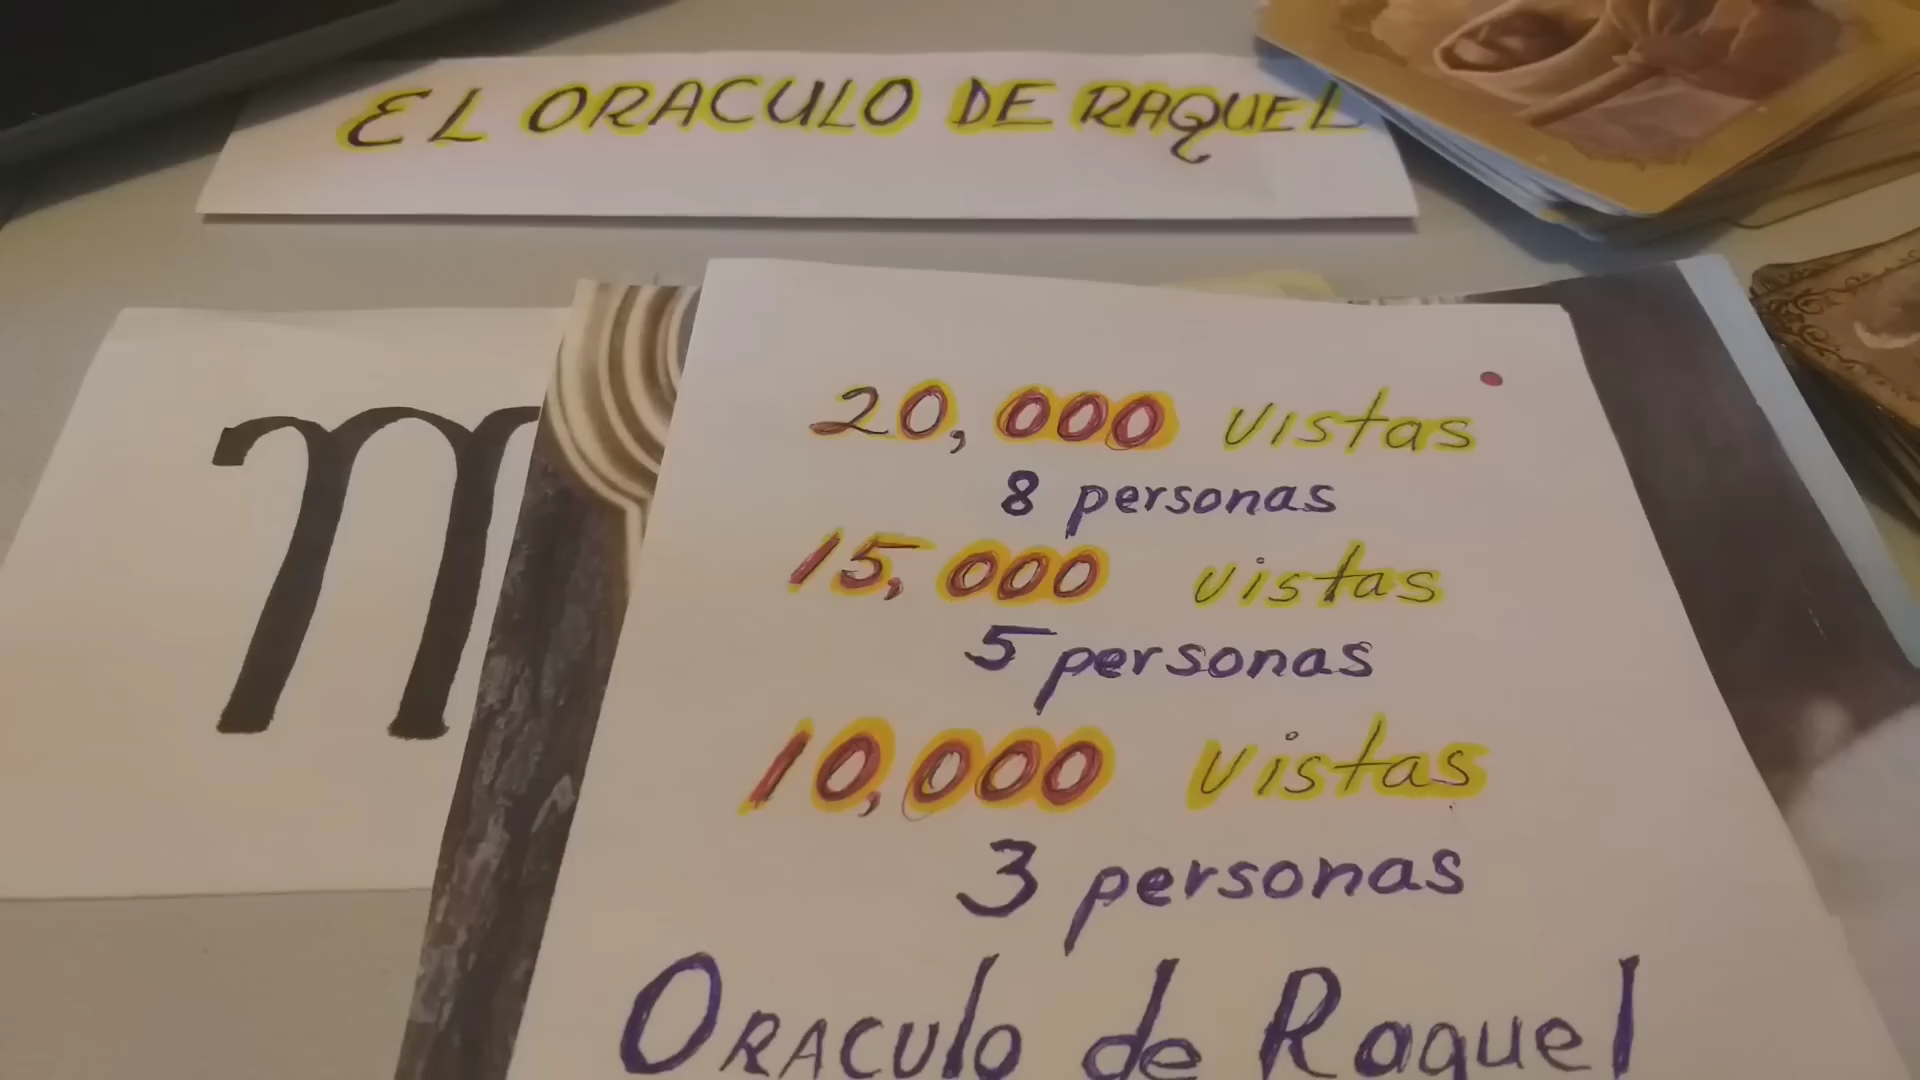 EL ORACULO DE RAQUEL
20,000 vistas
8 personas
15,000 vistas
5 personas
10,000 vistas
3 personas
ORACUlo de Raquel